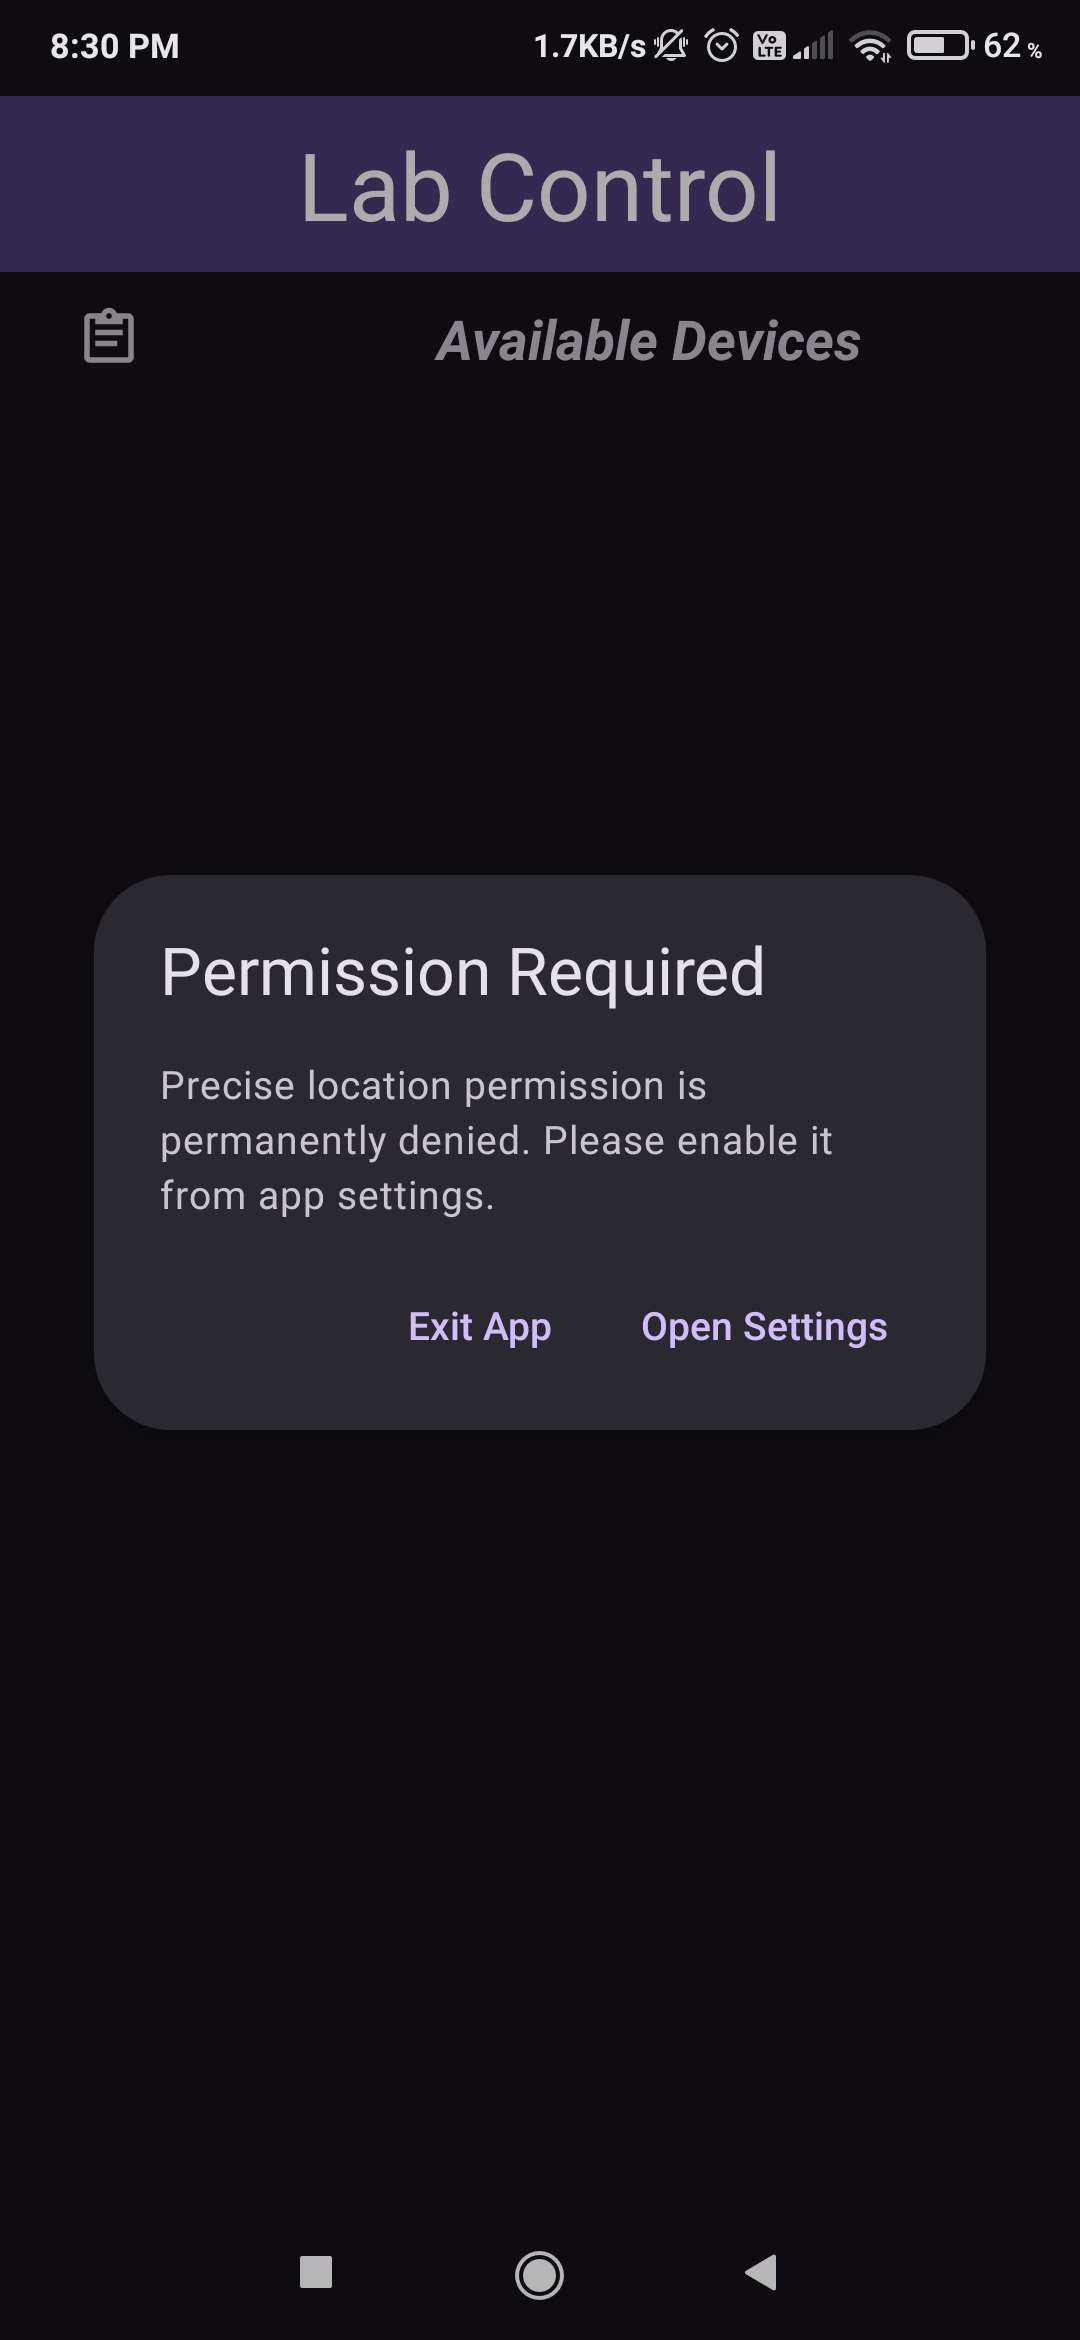 8:30 PM 1.7KB/s Vo LTE 62 %
Lab Control
Available Devices
Permission Required
Precise location permission is
permanently denied. Please enable it
from app settings.
Exit App Open Settings